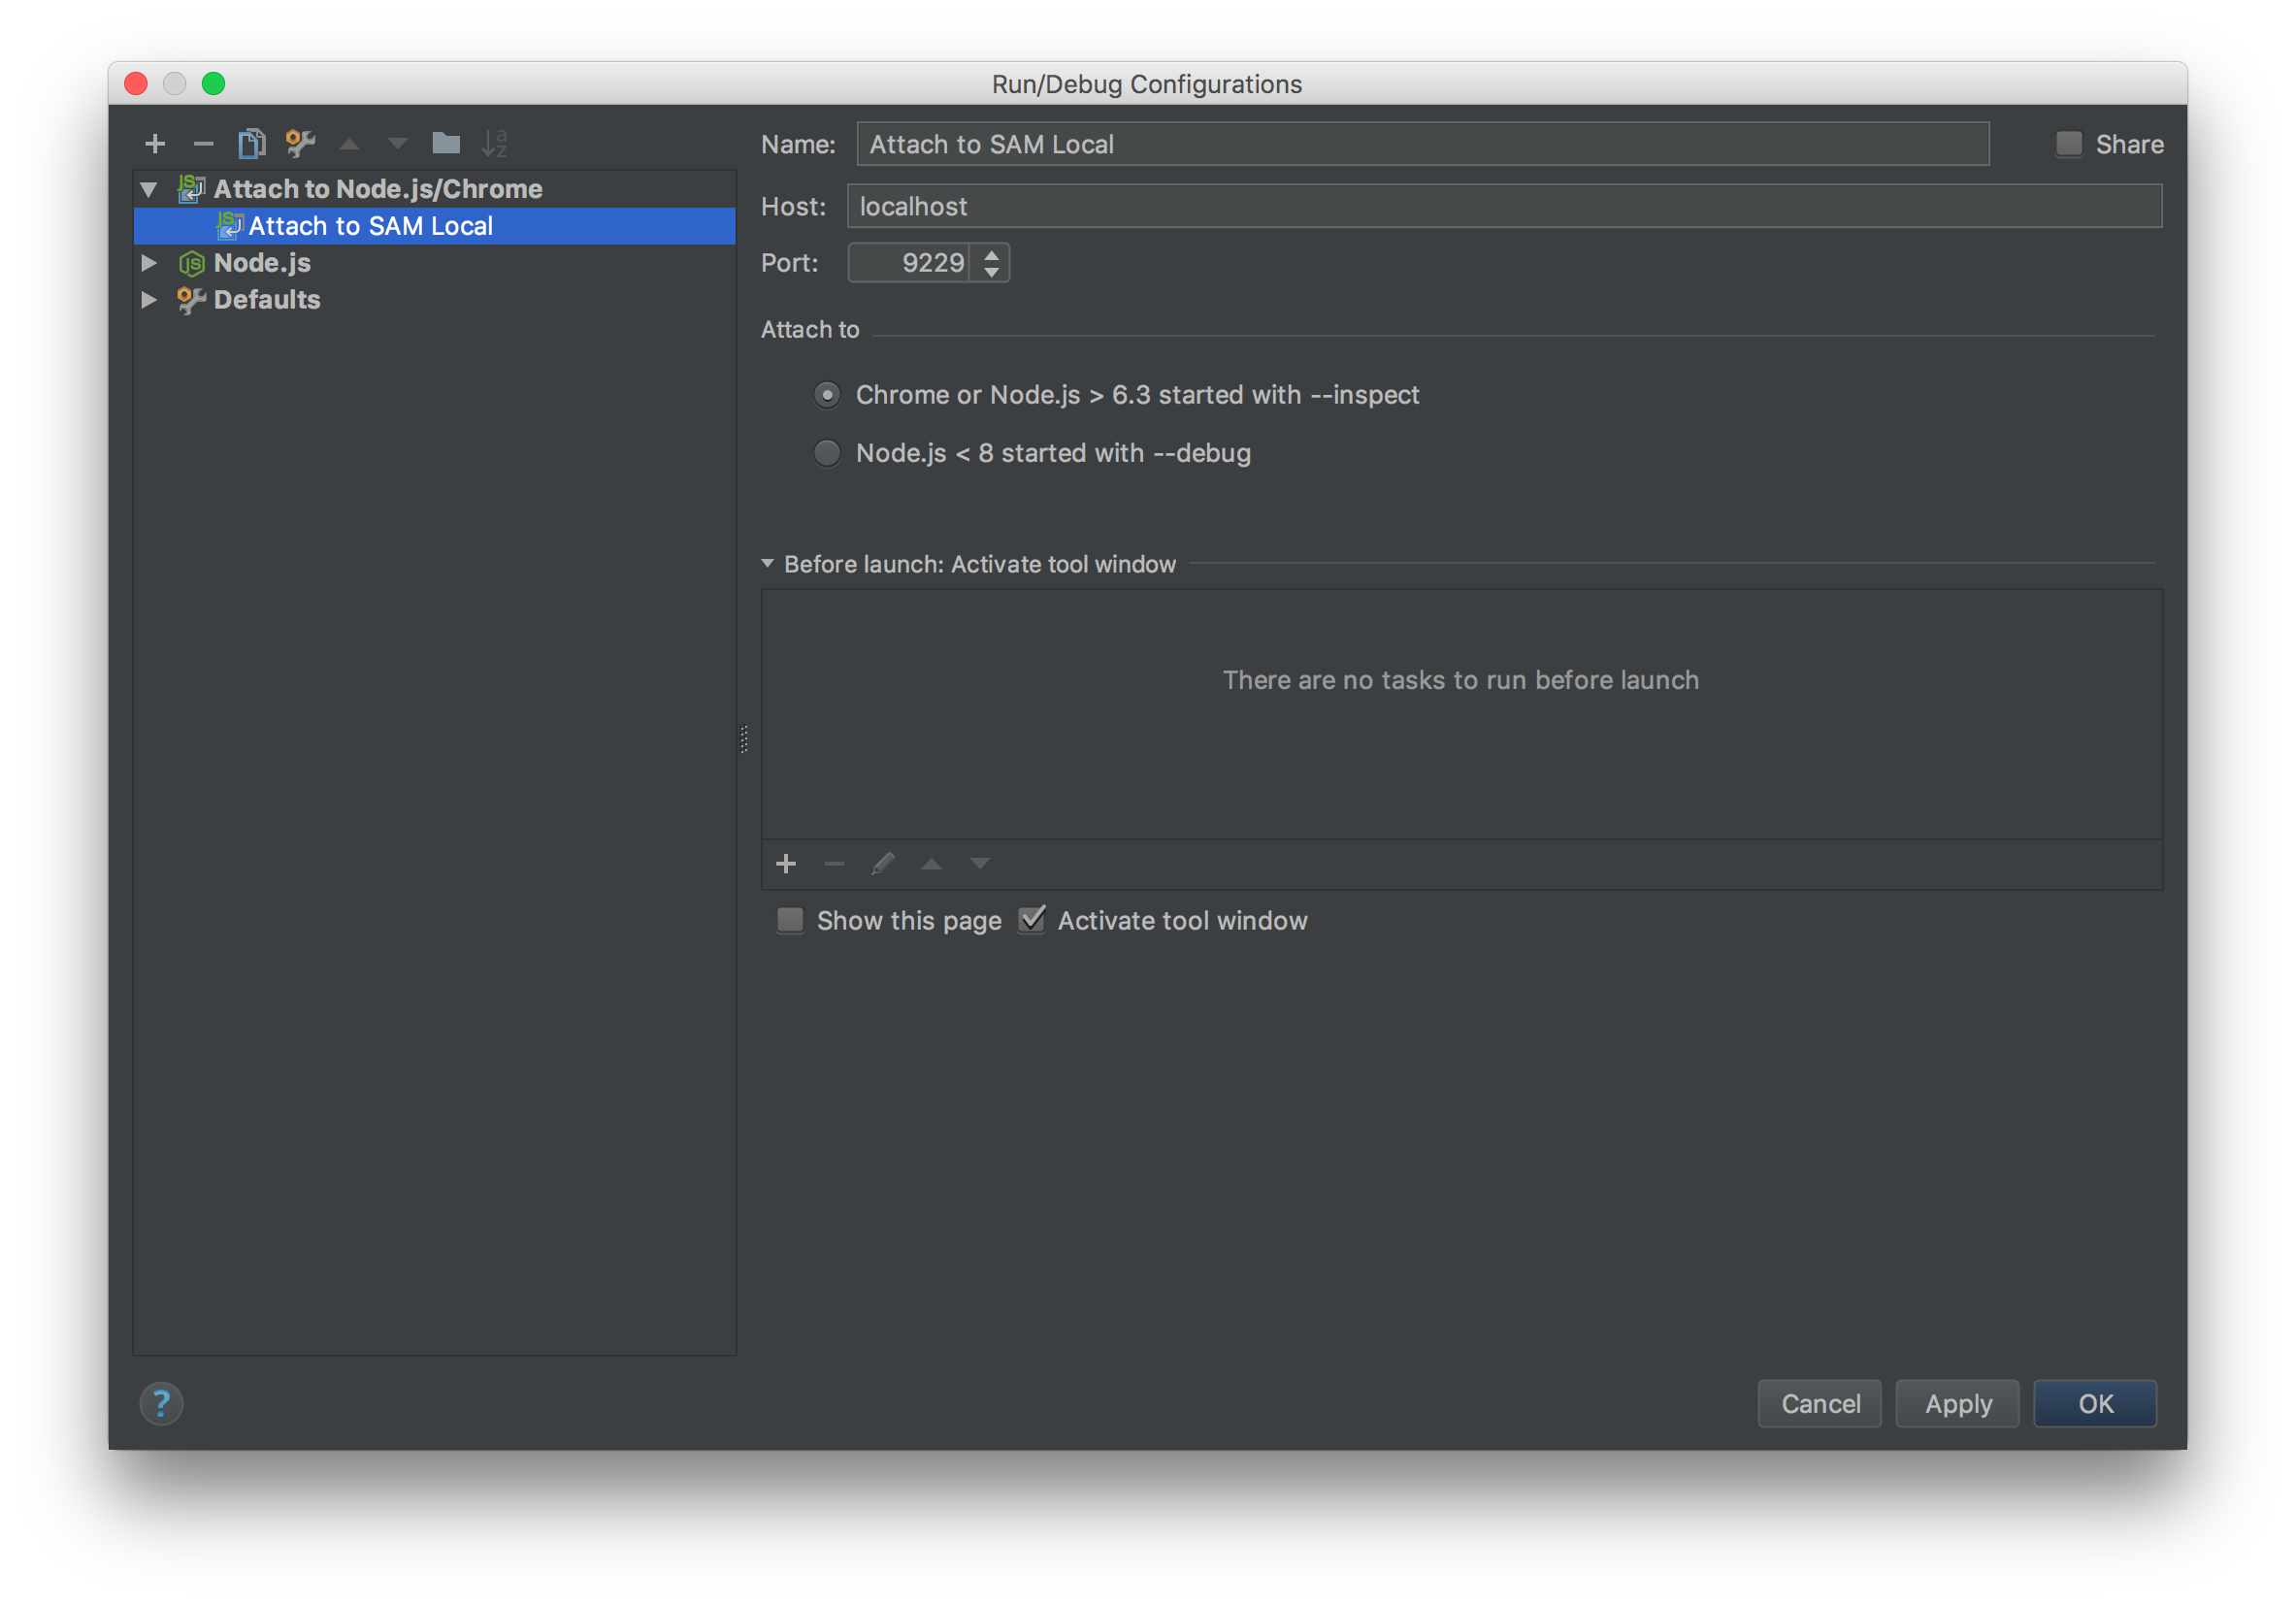 Run/Debug Configurations
Name: Attach to SAM Local Share
Attach to Node.js/Chrome
Attach to SAM Local
Node.js
Defaults
Host: localhost
Port: 9229
Attach to
Chrome or Node.js > 6.3 started with --inspect
Node.js < 8 started with --debug
Before launch: Activate tool window
There are no tasks to run before launch
Show this page Activate tool window
? Cancel Apply OK